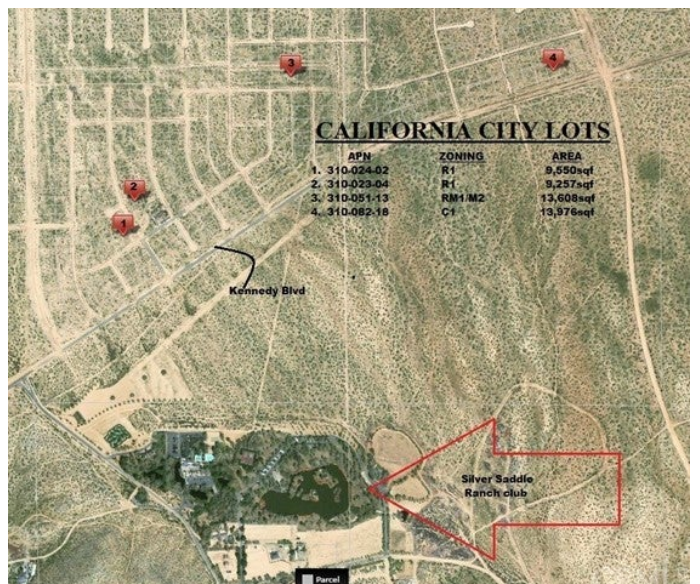 3
4
CALIFORNIA CITY LOTS
APN ZONING AREA
1. 310-024-02 R1 9,550sqf
2. 310-023-04 R1 9,257sqf
3. 310-051-13 RM1/M2 13,608sqf
4. 310-082-18 C1 13,976sqf
2
1
Kennedy Blvd
Silver Saddle
Ranch club
Parcel